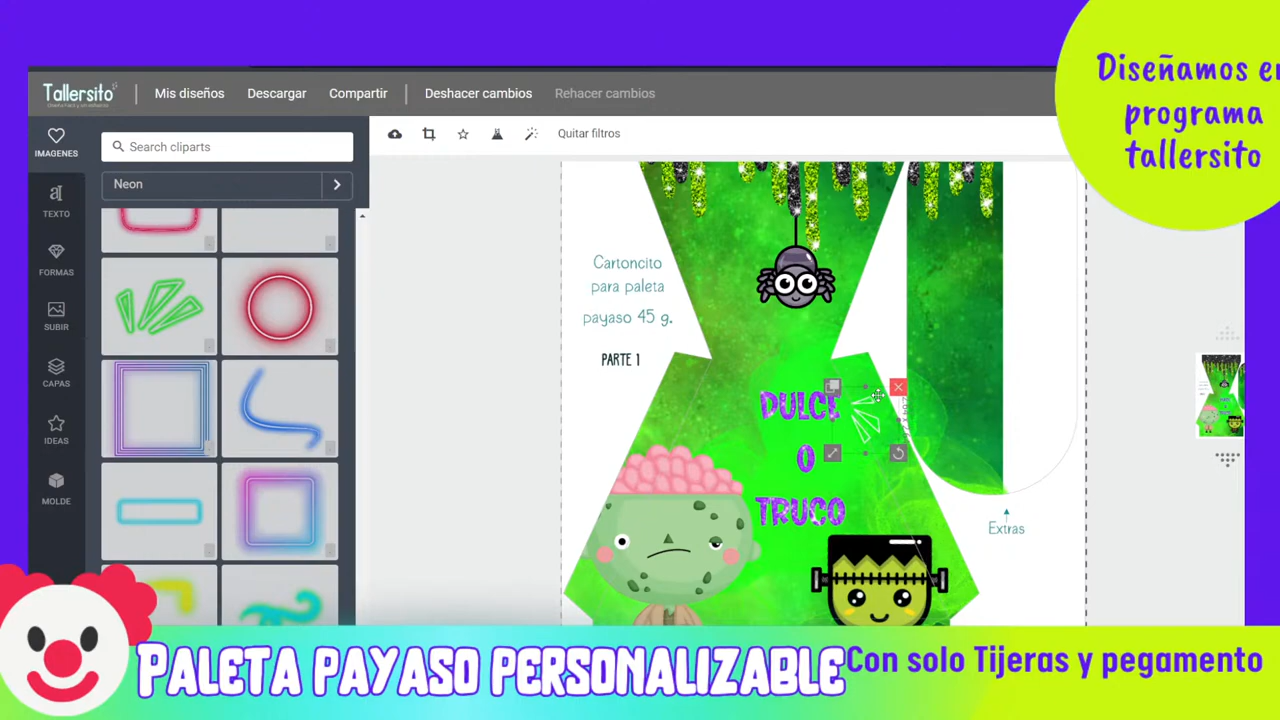 Diseñamos en
programa
tallersito
Tallersito
Mis diseños
Descargar
Compartir
Deshacer cambios
Rehacer cambios
IMAGENES
Search cliparts
Quitar filtros
Neon
TEXTO
FORMAS
SUBIR
CAPAS
IDEAS
MOLDE
Cartoncito
para paleta
payaso 45 g.
PARTE 1
DULCE
O
TRUCO
Extras
PALETA PAYASO PERSONALIZABLE
Con solo Tijeras y pegamento